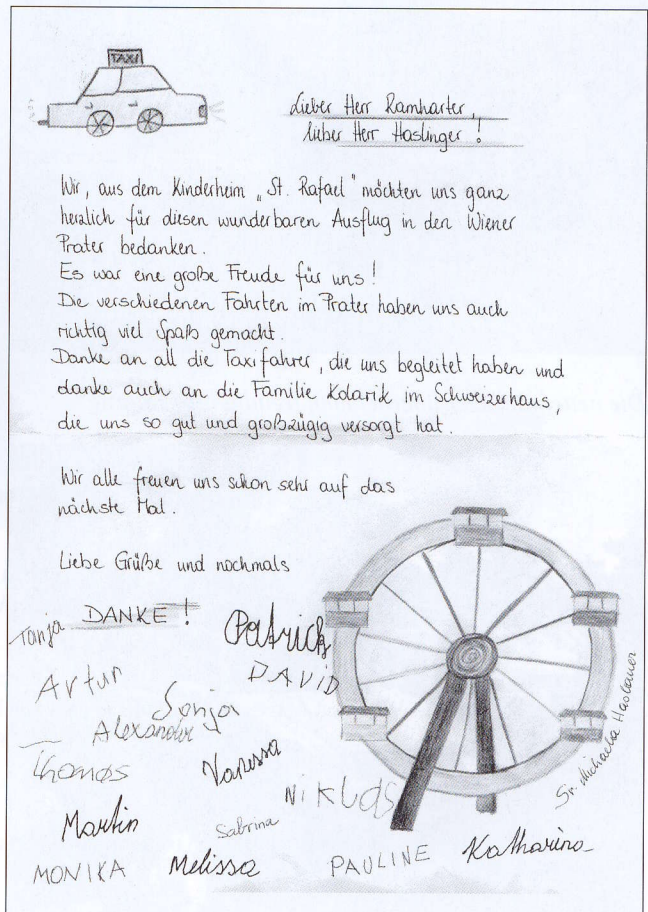 TAXI
Lieber Herr Ramharter,
lieber Herr Haslinger!
Wir, aus dem Kinderheim „St. Rafael" möchten uns ganz
herzlich für diesen wunderbaren Ausflug in den Wiener
Prater bedanken.
Es war eine große Freude für uns!
Die verschiedenen Fahrten im Prater haben uns auch
richtig viel Spaß gemacht.
Danke an all die Taxifahrer, die uns begleitet haben und
danke auch an die Familie Kolarik im Schweizerhaus,
die uns so gut und großzügig versorgt hat.
Wir alle freuen uns schon sehr auf das
nächste Mal.
Liebe Grüße und nochmals
DANKE!
Tanja
Patrick
DAVID
Artur
Sonja
Alexander
Thomas
Vanessa
NIKLAS
Martin
Sabrina
MONIKA
Melissa
PAULINE
Katharina
Sr. Michaela